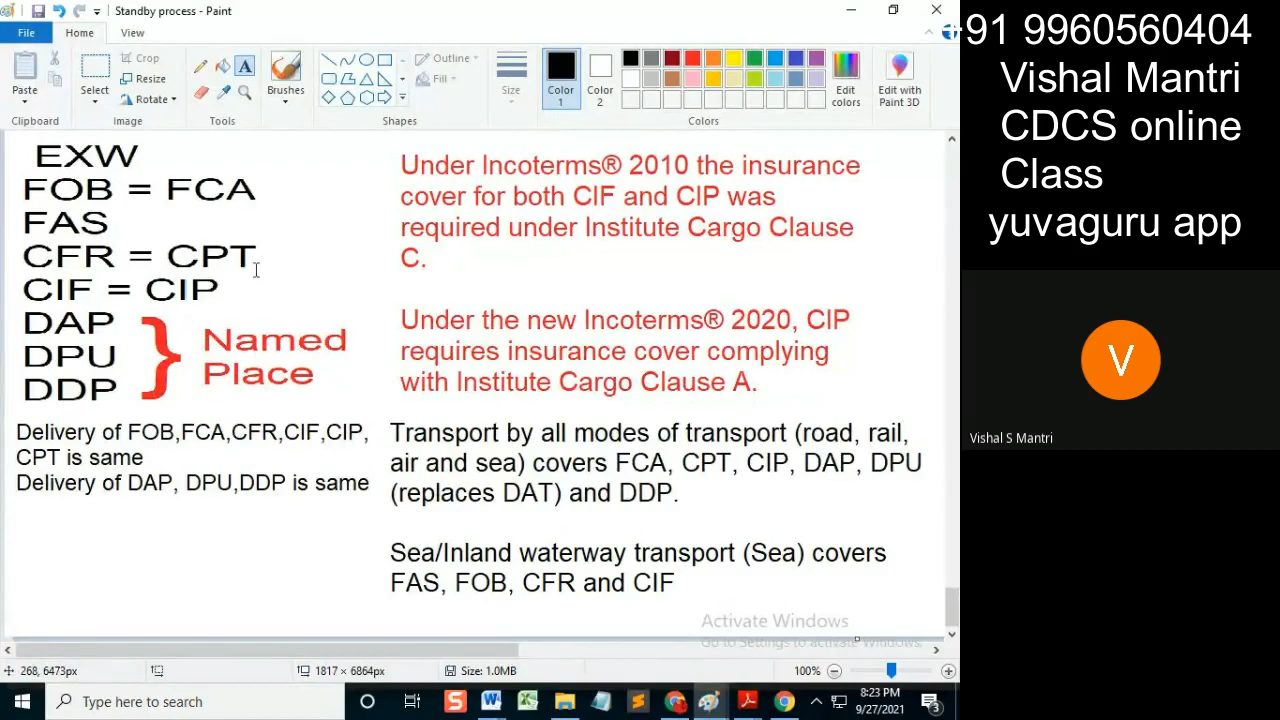 Standby process - Paint
File
Home
View
Paste
Clipboard
Crop
Resize
Rotate
Select
Image
A
Tools
Brushes
Outline
Fill
Shapes
Size
Color
1
Color
2
Edit
colors
Edit with
Paint 3D
Colors
EXW
FOB = FCA
FAS
CFR = CPT
CIF = CIP
DAP
DPU
DDP
} Named
Place
Delivery of FOB,FCA,CFR,CIF,CIP,
CPT is same
Delivery of DAP, DPU,DDP is same
Under Incoterms® 2010 the insurance
cover for both CIF and CIP was
required under Institute Cargo Clause
C.
Under the new Incoterms® 2020, CIP
requires insurance cover complying
with Institute Cargo Clause A.
Transport by all modes of transport (road, rail,
air and sea) covers FCA, CPT, CIP, DAP, DPU
(replaces DAT) and DDP.
Sea/Inland waterway transport (Sea) covers
FAS, FOB, CFR and CIF
Activate Windows
Go to Settings to activate Windows.
268, 6473px
1817 × 6864px
Size: 1.0MB
100%
Type here to search
8:23 PM
9/27/2021
3
+91 9960560404
Vishal Mantri
CDCS online
Class
yuvaguru app
V
Vishal S Mantri